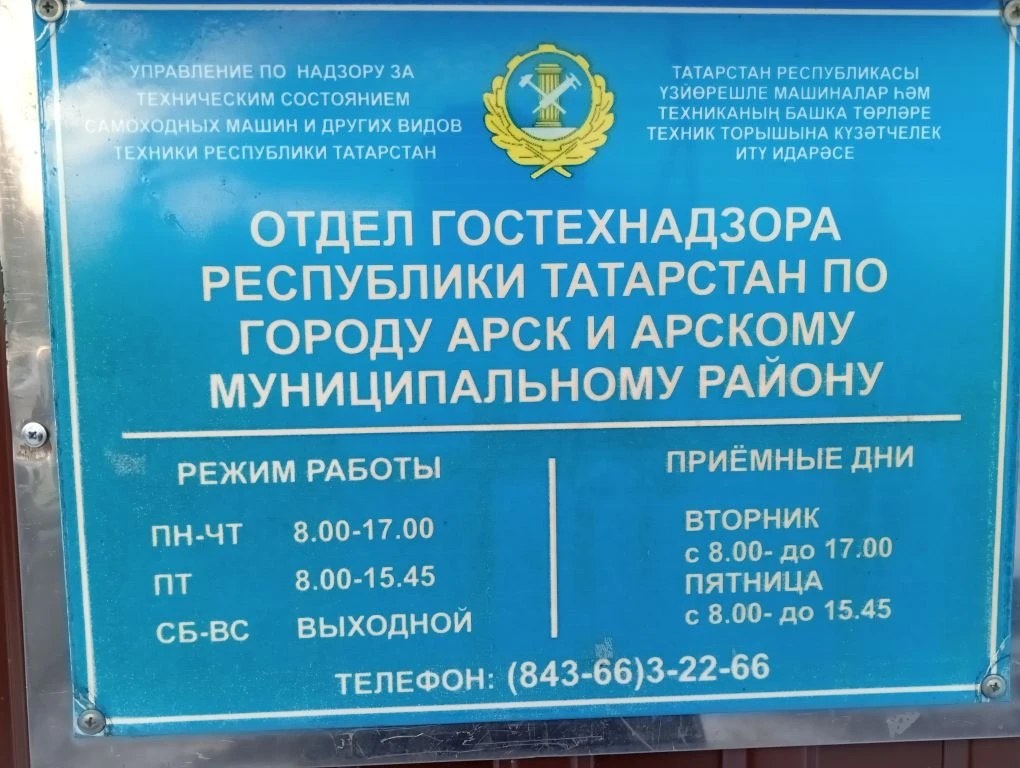 УПРАВЛЕНИЕ ПО НАДЗОРУ ЗА
ТЕХНИЧЕСКИМ СОСТОЯНИЕМ
САМОХОДНЫХ МАШИН И ДРУГИХ ВИДОВ
ТЕХНИКИ РЕСПУБЛИКИ ТАТАРСТАН
ТАТАРСТАН РЕСПУБЛИКАСЫ
ҮЗИӨРЕШЛЕ МАШИНАЛАР ҺӘМ
ТЕХНИКАНЫҢ БАШКА ТӨРЛӘРЕ
ТЕХНИК ТОРЫШЫНА КҮЗӘТЧЕЛЕК
ИТҮ ИДАРӘСЕ
ОТДЕЛ ГОСТЕХНАДЗОРА
РЕСПУБЛИКИ ТАТАРСТАН ПО
ГОРОДУ АРСК И АРСКОМУ
МУНИЦИПАЛЬНОМУ РАЙОНУ
РЕЖИМ РАБОТЫ
ПН-ЧТ 8.00-17.00
ПТ 8.00-15.45
СБ-ВС ВЫХОДНОЙ
ПРИЁМНЫЕ ДНИ
ВТОРНИК
с 8.00- до 17.00
ПЯТНИЦА
с 8.00- до 15.45
ТЕЛЕФОН: (843-66)3-22-66